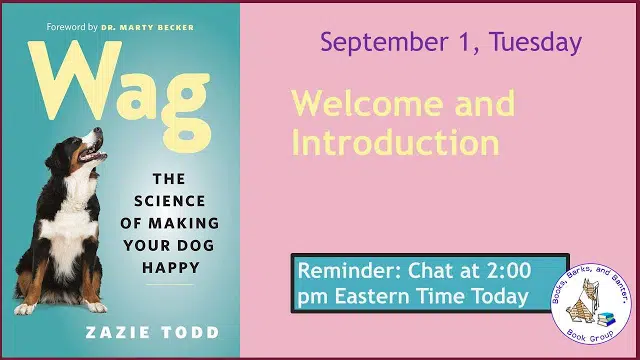 Foreword by DR. MARTY BECKER
Wag
THE
SCIENCE
OF MAKING
YOUR DOG
HAPPY
ZAZIE TODD
September 1, Tuesday
Welcome and
Introduction
Reminder: Chat at 2:00
pm Eastern Time Today
Books, Barks, and Banter.
Book Group